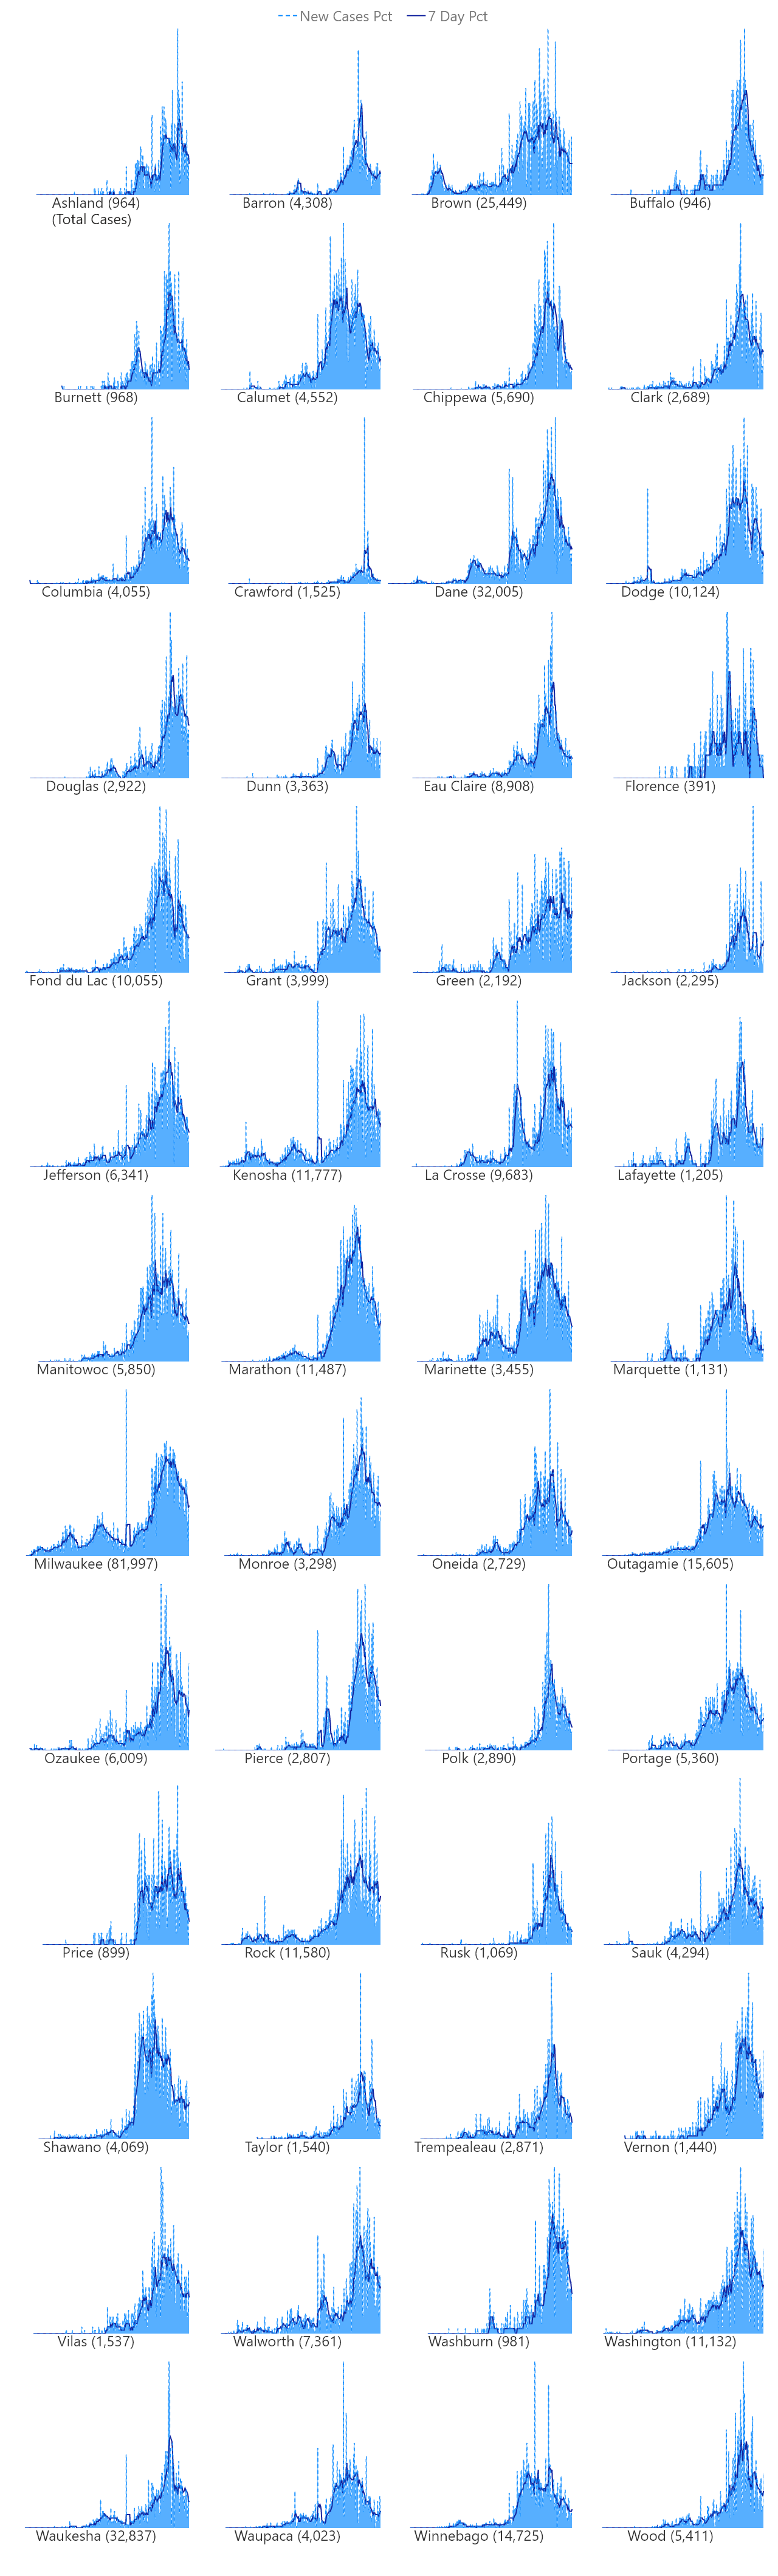 New Cases Pct 7 Day Pct
Ashland (964) Barron (4,308) Brown (25,449) Buffalo (946)
(Total Cases)
Burnett (968) Calumet (4,552) Chippewa (5,690) Clark (2,689)
Columbia (4,055) Crawford (1,525) Dane (32,005) Dodge (10,124)
Douglas (2,922) Dunn (3,363) Eau Claire (8,908) Florence (391)
Fond du Lac (10,055) Grant (3,999) Green (2,192) Jackson (2,295)
Jefferson (6,341) Kenosha (11,777) La Crosse (9,683) Lafayette (1,205)
Manitowoc (5,850) Marathon (11,487) Marinette (3,455) Marquette (1,131)
Milwaukee (81,997) Monroe (3,298) Oneida (2,729) Outagamie (15,605)
Ozaukee (6,009) Pierce (2,807) Polk (2,890) Portage (5,360)
Price (899) Rock (11,580) Rusk (1,069) Sauk (4,294)
Shawano (4,069) Taylor (1,540) Trempealeau (2,871) Vernon (1,440)
Vilas (1,537) Walworth (7,361) Washburn (981) Washington (11,132)
Waukesha (32,837) Waupaca (4,023) Winnebago (14,725) Wood (5,411)